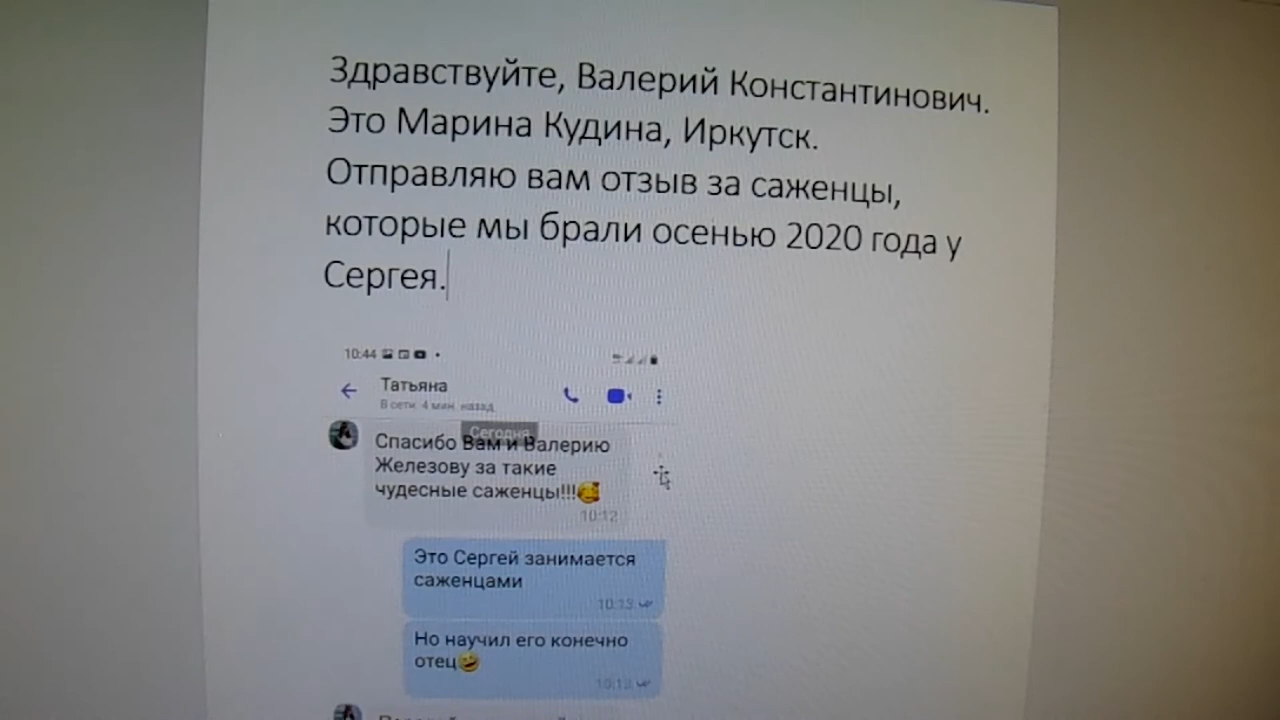 Здравствуйте, Валерий Константинович.
Это Марина Кудина, Иркутск.
Отправляю вам отзыв за саженцы,
которые мы брали осенью 2020 года у
Сергея.
10:44
Татьяна
В сети 4 мин. назад
Сегодня
Спасибо Вам и Валерию
Железову за такие
чудесные саженцы!!!🥰
10:12
Это Сергей занимается
саженцами
10:13
Но научил его конечно
отец😄
10:13